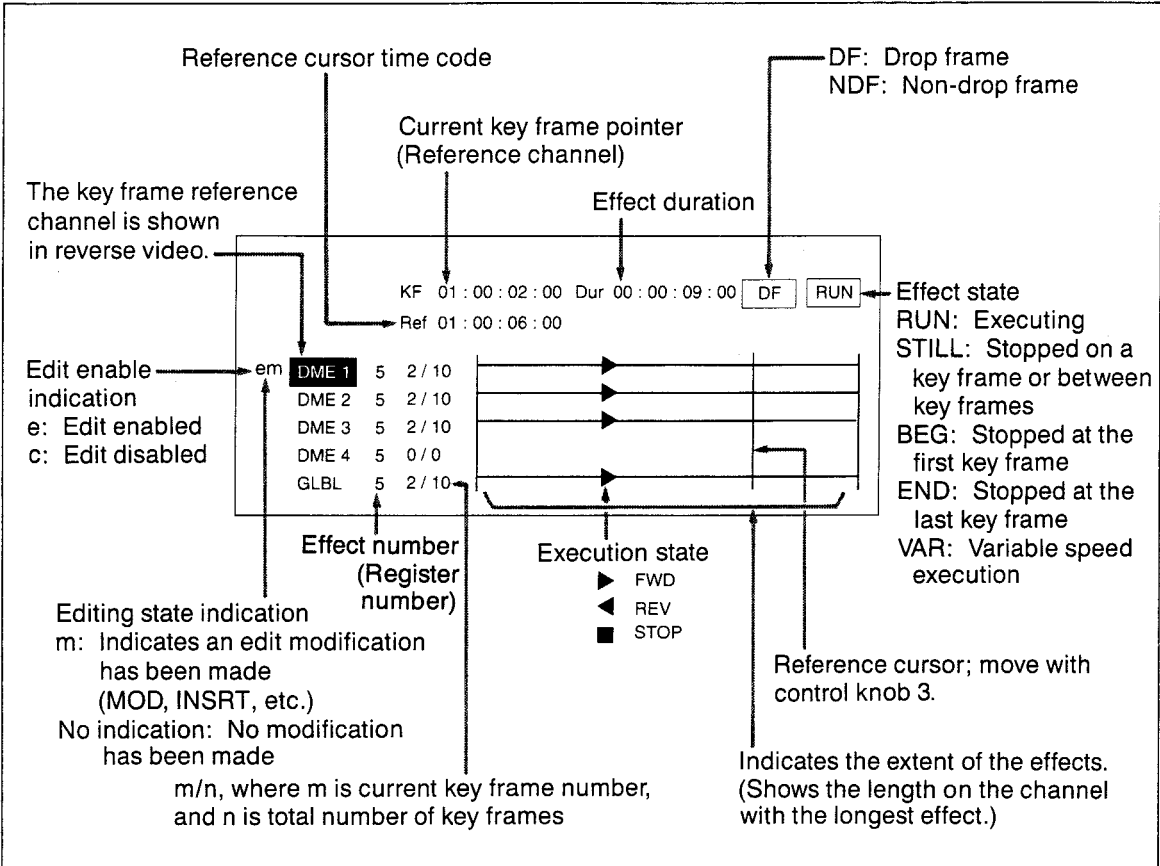 Reference cursor time code
DF: Drop frame
NDF: Non-drop frame
Current key frame pointer
(Reference channel)
The key frame reference
channel is shown
in reverse video.
Effect duration
KF 01 : 00 : 02 : 00 Dur 00 : 00 : 09 : 00 DF RUN
Ref 01 : 00 : 06 : 00
Effect state
RUN: Executing
STILL: Stopped on a
key frame or between
key frames
BEG: Stopped at the
first key frame
END: Stopped at the
last key frame
VAR: Variable speed
execution
Edit enable
indication
e: Edit enabled
c: Edit disabled
em DME 1 5 2 / 10
DME 2 5 2 / 10
DME 3 5 2 / 10
DME 4 5 0 / 0
GLBL 5 2 / 10
Effect number
(Register
number)
Execution state
FWD
REV
STOP
Editing state indication
m: Indicates an edit modification
has been made
(MOD, INSRT, etc.)
No indication: No modification
has been made
Reference cursor; move with
control knob 3.
m/n, where m is current key frame number,
and n is total number of key frames
Indicates the extent of the effects.
(Shows the length on the channel
with the longest effect.)